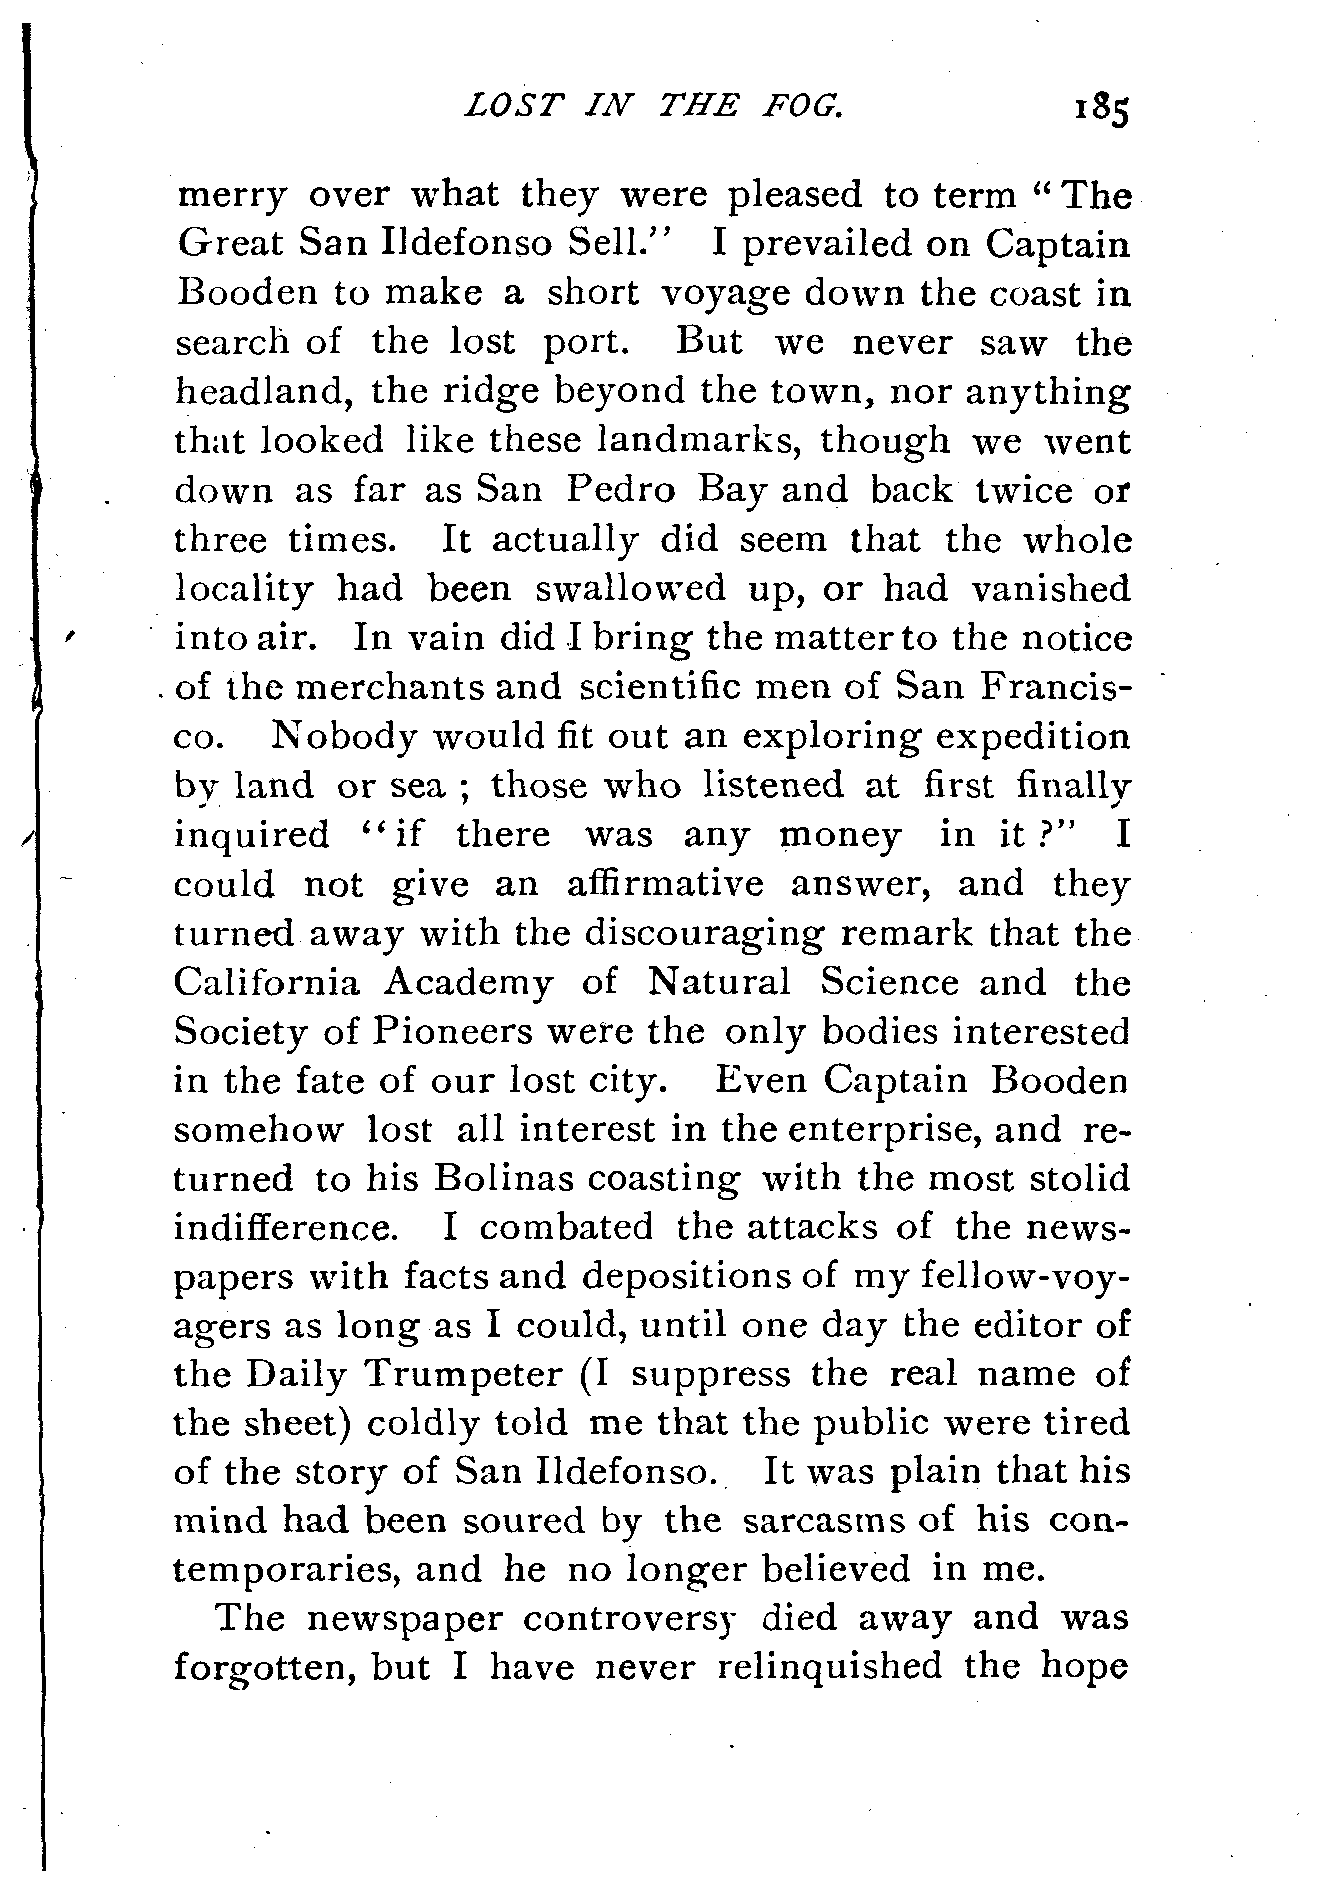 LOST IN THE FOG. 185
merry over what they were pleased to term “The
Great San Ildefonso Sell.” I prevailed on Captain
Booden to make a short voyage down the coast in
search of the lost port. But we never saw the
headland, the ridge beyond the town, nor anything
that looked like these landmarks, though we went
down as far as San Pedro Bay and back twice or
three times. It actually did seem that the whole
locality had been swallowed up, or had vanished
into air. In vain did I bring the matter to the notice
of the merchants and scientific men of San Francis-
co. Nobody would fit out an exploring expedition
by land or sea ; those who listened at first finally
inquired “if there was any money in it ?” I
could not give an affirmative answer, and they
turned away with the discouraging remark that the
California Academy of Natural Science and the
Society of Pioneers were the only bodies interested
in the fate of our lost city. Even Captain Booden
somehow lost all interest in the enterprise, and re-
turned to his Bolinas coasting with the most stolid
indifference. I combated the attacks of the news-
papers with facts and depositions of my fellow-voy-
agers as long as I could, until one day the editor of
the Daily Trumpeter (I suppress the real name of
the sheet) coldly told me that the public were tired
of the story of San Ildefonso. It was plain that his
mind had been soured by the sarcasms of his con-
temporaries, and he no longer believed in me.
The newspaper controversy died away and was
forgotten, but I have never relinquished the hope